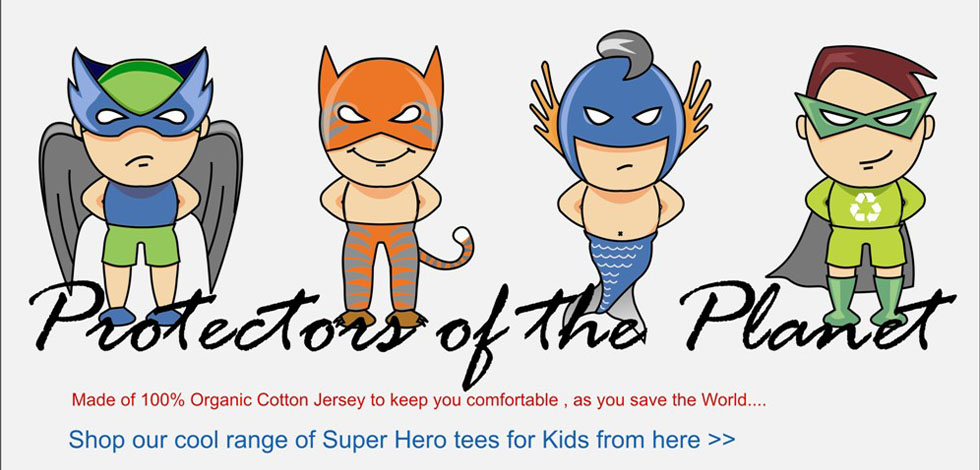 Protectors of the Planet
Made of 100% Organic Cotton Jersey to keep you comfortable , as you save the World....
Shop our cool range of Super Hero tees for Kids from here >>